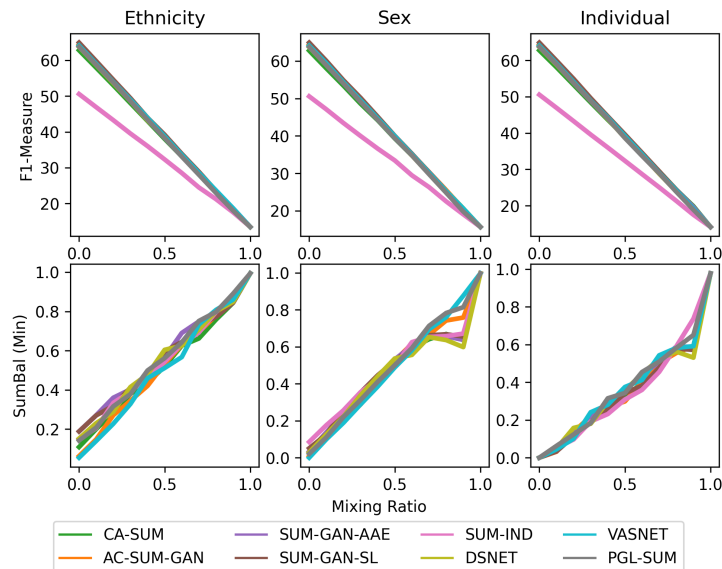 Ethnicity Sex Individual
F1-Measure
60
50
40
30
20
0.0 0.5 1.0
60
50
40
30
20
0.0 0.5 1.0
60
50
40
30
20
0.0 0.5 1.0
SumBal (Min)
1.0
0.8
0.6
0.4
0.2
0.0 0.5 1.0
1.0
0.8
0.6
0.4
0.2
0.0
0.0 0.5 1.0
1.0
0.8
0.6
0.4
0.2
0.0
0.0 0.5 1.0
Mixing Ratio
CA-SUM SUM-GAN-AAE SUM-IND VASNET
AC-SUM-GAN SUM-GAN-SL DSNET PGL-SUM